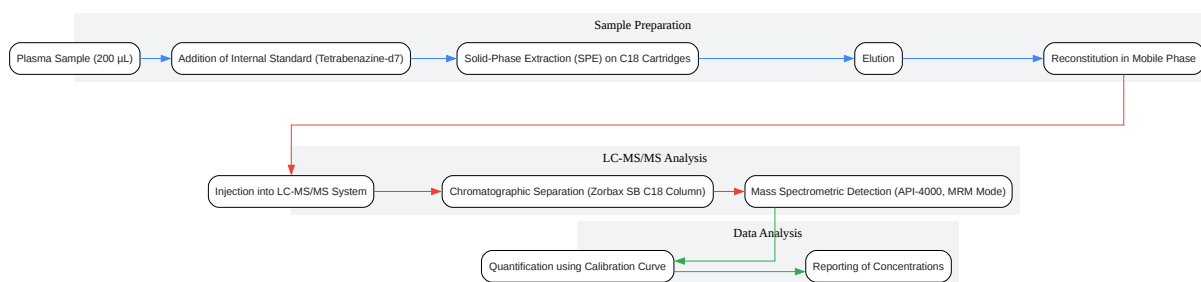 Sample Preparation
Plasma Sample (200 µL)
Addition of Internal Standard (Tetrabenazine-d7)
Solid-Phase Extraction (SPE) on C18 Cartridges
Elution
Reconstitution in Mobile Phase
LC-MS/MS Analysis
Injection into LC-MS/MS System
Chromatographic Separation (Zorbax SB C18 Column)
Mass Spectrometric Detection (API-4000, MRM Mode)
Data Analysis
Quantification using Calibration Curve
Reporting of Concentrations